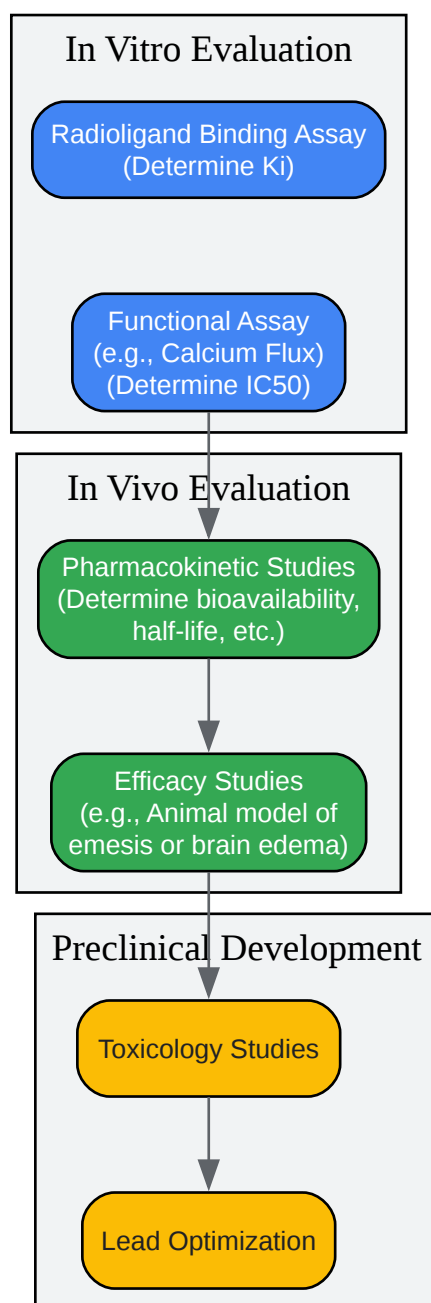 In Vitro Evaluation
Radioligand Binding Assay
(Determine Ki)
Functional Assay
(e.g., Calcium Flux)
(Determine IC50)
In Vivo Evaluation
Pharmacokinetic Studies
(Determine bioavailability,
half-life, etc.)
Efficacy Studies
(e.g., Animal model of
emesis or brain edema)
Preclinical Development
Toxicology Studies
Lead Optimization